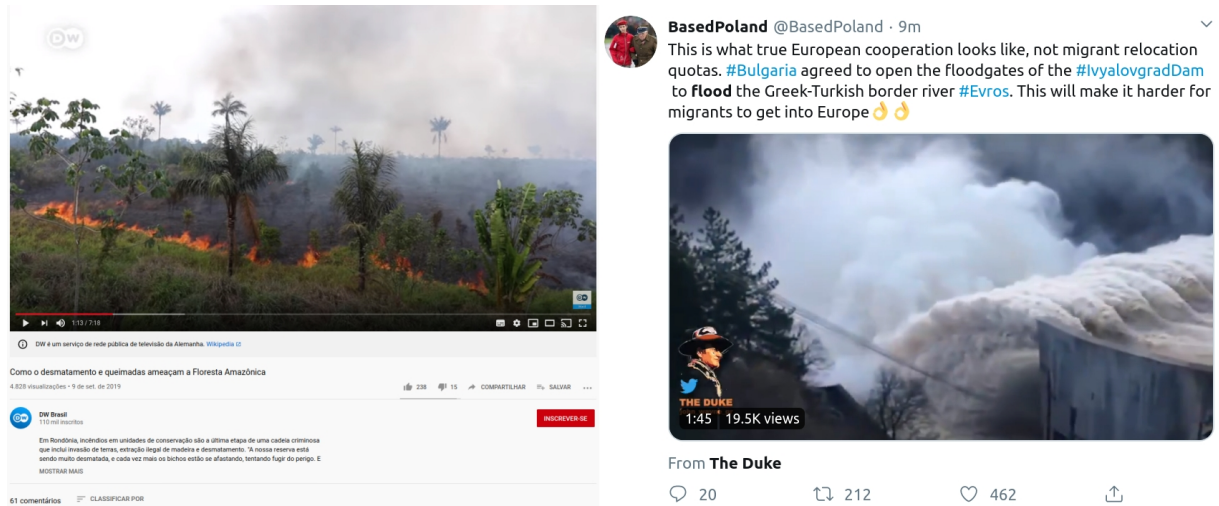 DW
1:13 / 7:18
DW é um serviço de rede pública de televisão da Alemanha. Wikipedia
Como o desmatamento e queimadas ameaçam a Floresta Amazônica
4.828 visualizações • 9 de set. de 2019
238
15
COMPARTILHAR
SALVAR
DW Brasil
110 mil inscritos
INSCREVER-SE
Em Rondônia, incêndios em unidades de conservação são a última etapa de uma cadeia criminosa
que inclui invasão de terras, extração ilegal de madeira e desmatamento. "A nossa reserva está
sendo muito desmatada, e cada vez mais os bichos estão se afastando, tentando fugir do perigo. E
MOSTRAR MAIS
61 comentários
CLASSIFICAR POR
BasedPoland @BasedPoland · 9m
This is what true European cooperation looks like, not migrant relocation
quotas. #Bulgaria agreed to open the floodgates of the #IvyalovgradDam
to flood the Greek-Turkish border river #Evros. This will make it harder for
migrants to get into Europe👌👌
THE DUKE
1:45 19.5K views
From The Duke
20
212
462